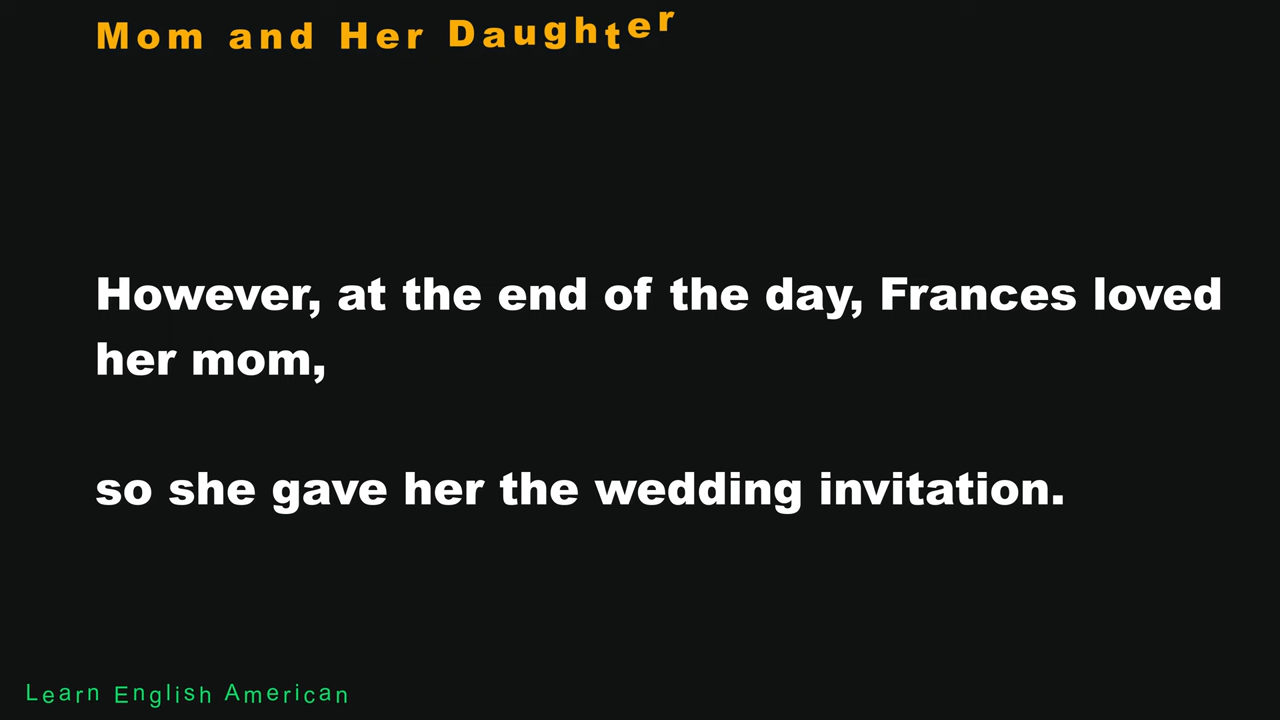 Mom and Her Daughter
However, at the end of the day, Frances loved
her mom,
so she gave her the wedding invitation.
Learn English American